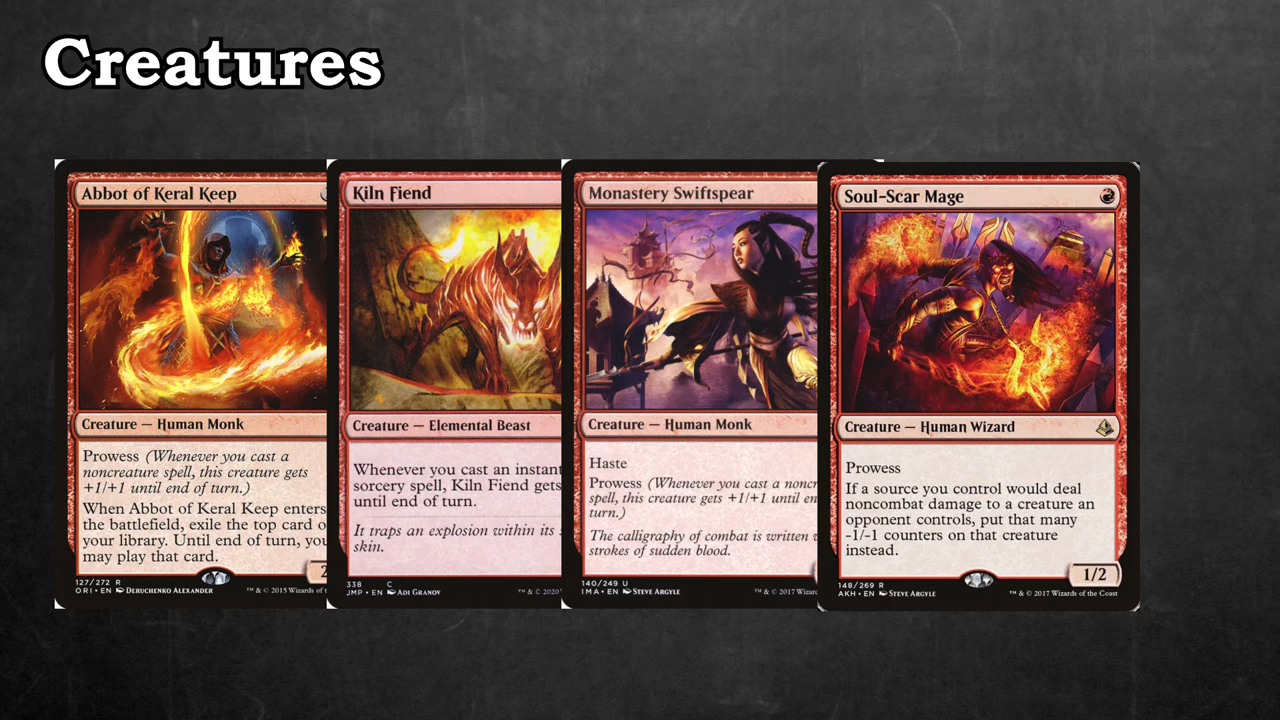 Creatures
Abbot of Keral Keep
Creature — Human Monk
Prowess (Whenever you cast a
noncreature spell, this creature gets
+1/+1 until end of turn.)
When Abbot of Keral Keep enters
the battlefield, exile the top card o
your library. Until end of turn, you
may play that card.
2
127/272 R
ORI • EN Deruchenko Alexander
™ & © 2015 Wizards of t
Kiln Fiend
Creature — Elemental Beast
Whenever you cast an instant
sorcery spell, Kiln Fiend gets
until end of turn.
It traps an explosion within its
skin.
338 C
JMP • EN Adi Granov
™ & © 2020
Monastery Swiftspear
Creature — Human Monk
Haste
Prowess (Whenever you cast a noncr
spell, this creature gets +1/+1 until en
turn.)
The calligraphy of combat is written
strokes of sudden blood.
140/249 U
IMA • EN Steve Argyle
™ & © 2017 Wizard
Soul-Scar Mage
Creature — Human Wizard
Prowess
If a source you control would deal
noncombat damage to a creature an
opponent controls, put that many
-1/-1 counters on that creature
instead.
1/2
148/269 R
AKH • EN Steve Argyle
™ & © 2017 Wizards of the Coast